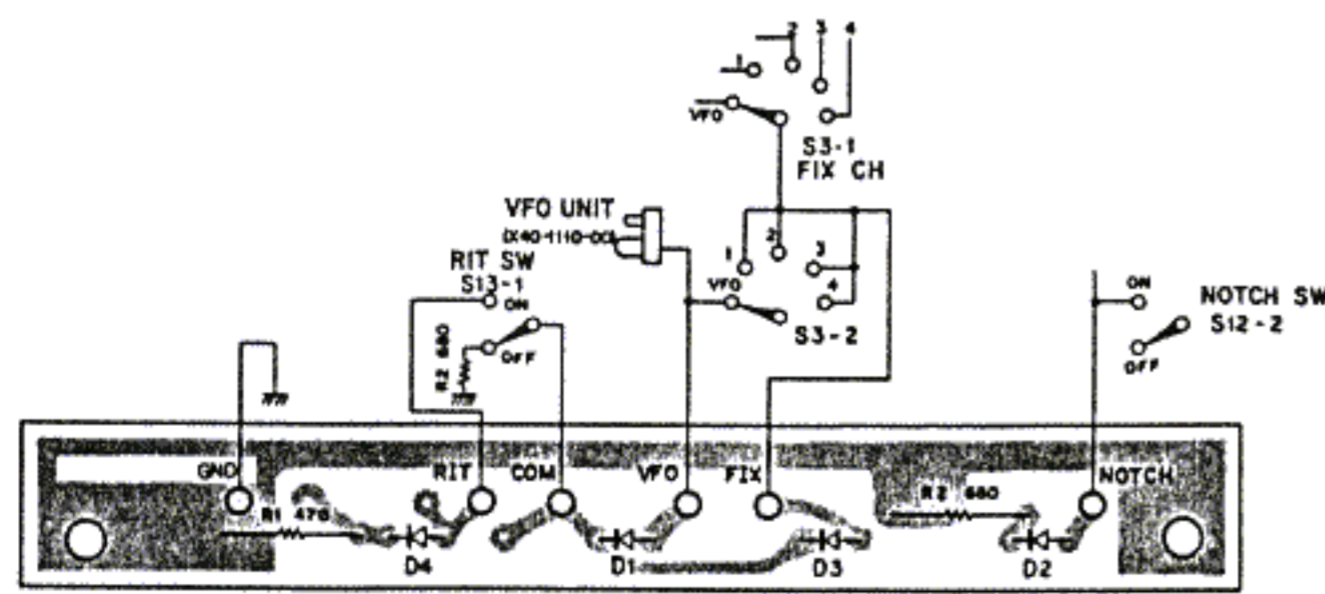 1 2 3 4
VFO
S3-1
FIX CH
VFO UNIT
(X40-1110-00)
RIT SW
S13-1
ON
OFF
R2 680
1 2 3
VFO 4
S3-2
ON
OFF
NOTCH SW
S12-2
GND RIT COM VFO FIX NOTCH
R1 470
R2 680
D4 D1 D3 D2